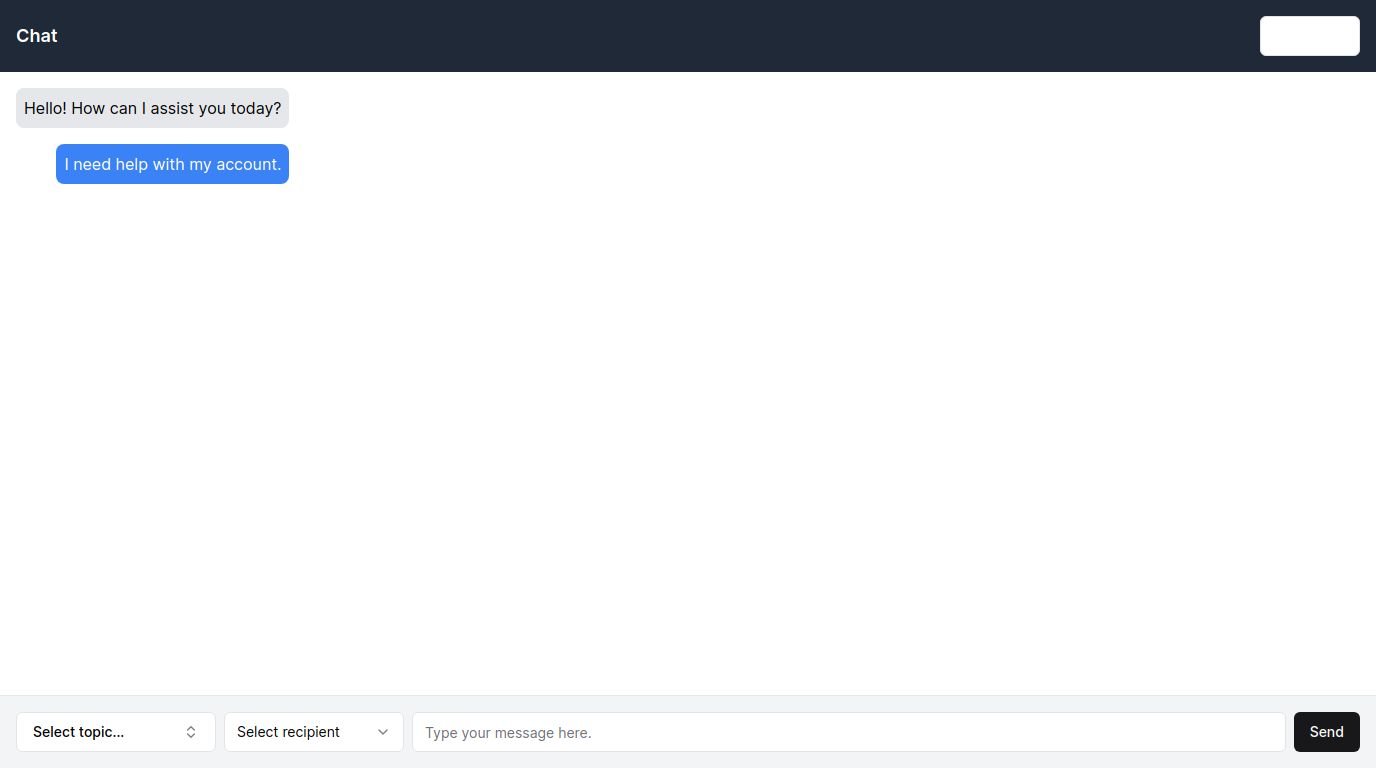 Chat
Hello! How can I assist you today?
I need help with my account.
Select topic...
Select recipient
Type your message here.
Send